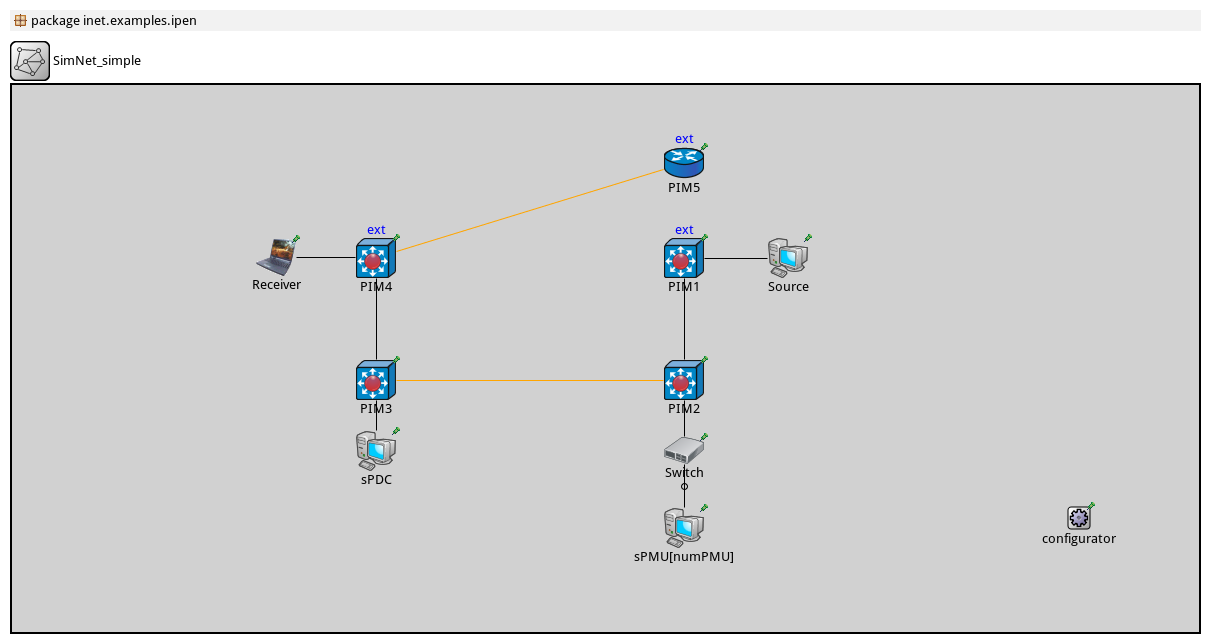 package inet.examples.ipen
SimNet_simple
ext
PIM5
ext
ext
Receiver
PIM4
PIM1
Source
PIM3
PIM2
sPDC
Switch
sPMU[numPMU]
configurator